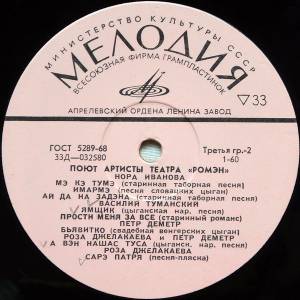 МИНИСТЕРСТВО КУЛЬТУРЫ СССР
МЕЛОДИЯ
ВСЕСОЮЗНАЯ ФИРМА ГРАМПЛАСТИНОК
▽33
АПРЕЛЕВСКИЙ ОРДЕНА ЛЕНИНА ЗАВОД
ГОСТ 5289-68
33Д—032580
Третья гр.-2
1-60
ПОЮТ АРТИСТЫ ТЕАТРА «РОМЭН»
НОРА ИВАНОВА
МЭ КЭ ТУМЭ (старинная таборная песня)
ИМАРМЭ (песня словацких цыган)
АЙ ДА НА ЗАДЭНА (старинная таборная песня)
ВАСИЛИЙ ТУМАНСКИЙ
ЯМЩИК (цыганская нар. песня)
ПРОСТИ МЕНЯ ЗА ВСЕ (старинный романс)
ПЕТР ДЕМЕТР
БЬЯВИТКО (свадебная венгерских цыган)
РОЗА ДЖЕЛАКАЕВА и ПЕТР ДЕМЕТР
А ВЭН НАШАС ТУСА (цыганск. нар. песня)
РОЗА ДЖЕЛАКАЕВА
САРЭ ПАТРЯ (песня-пляска)